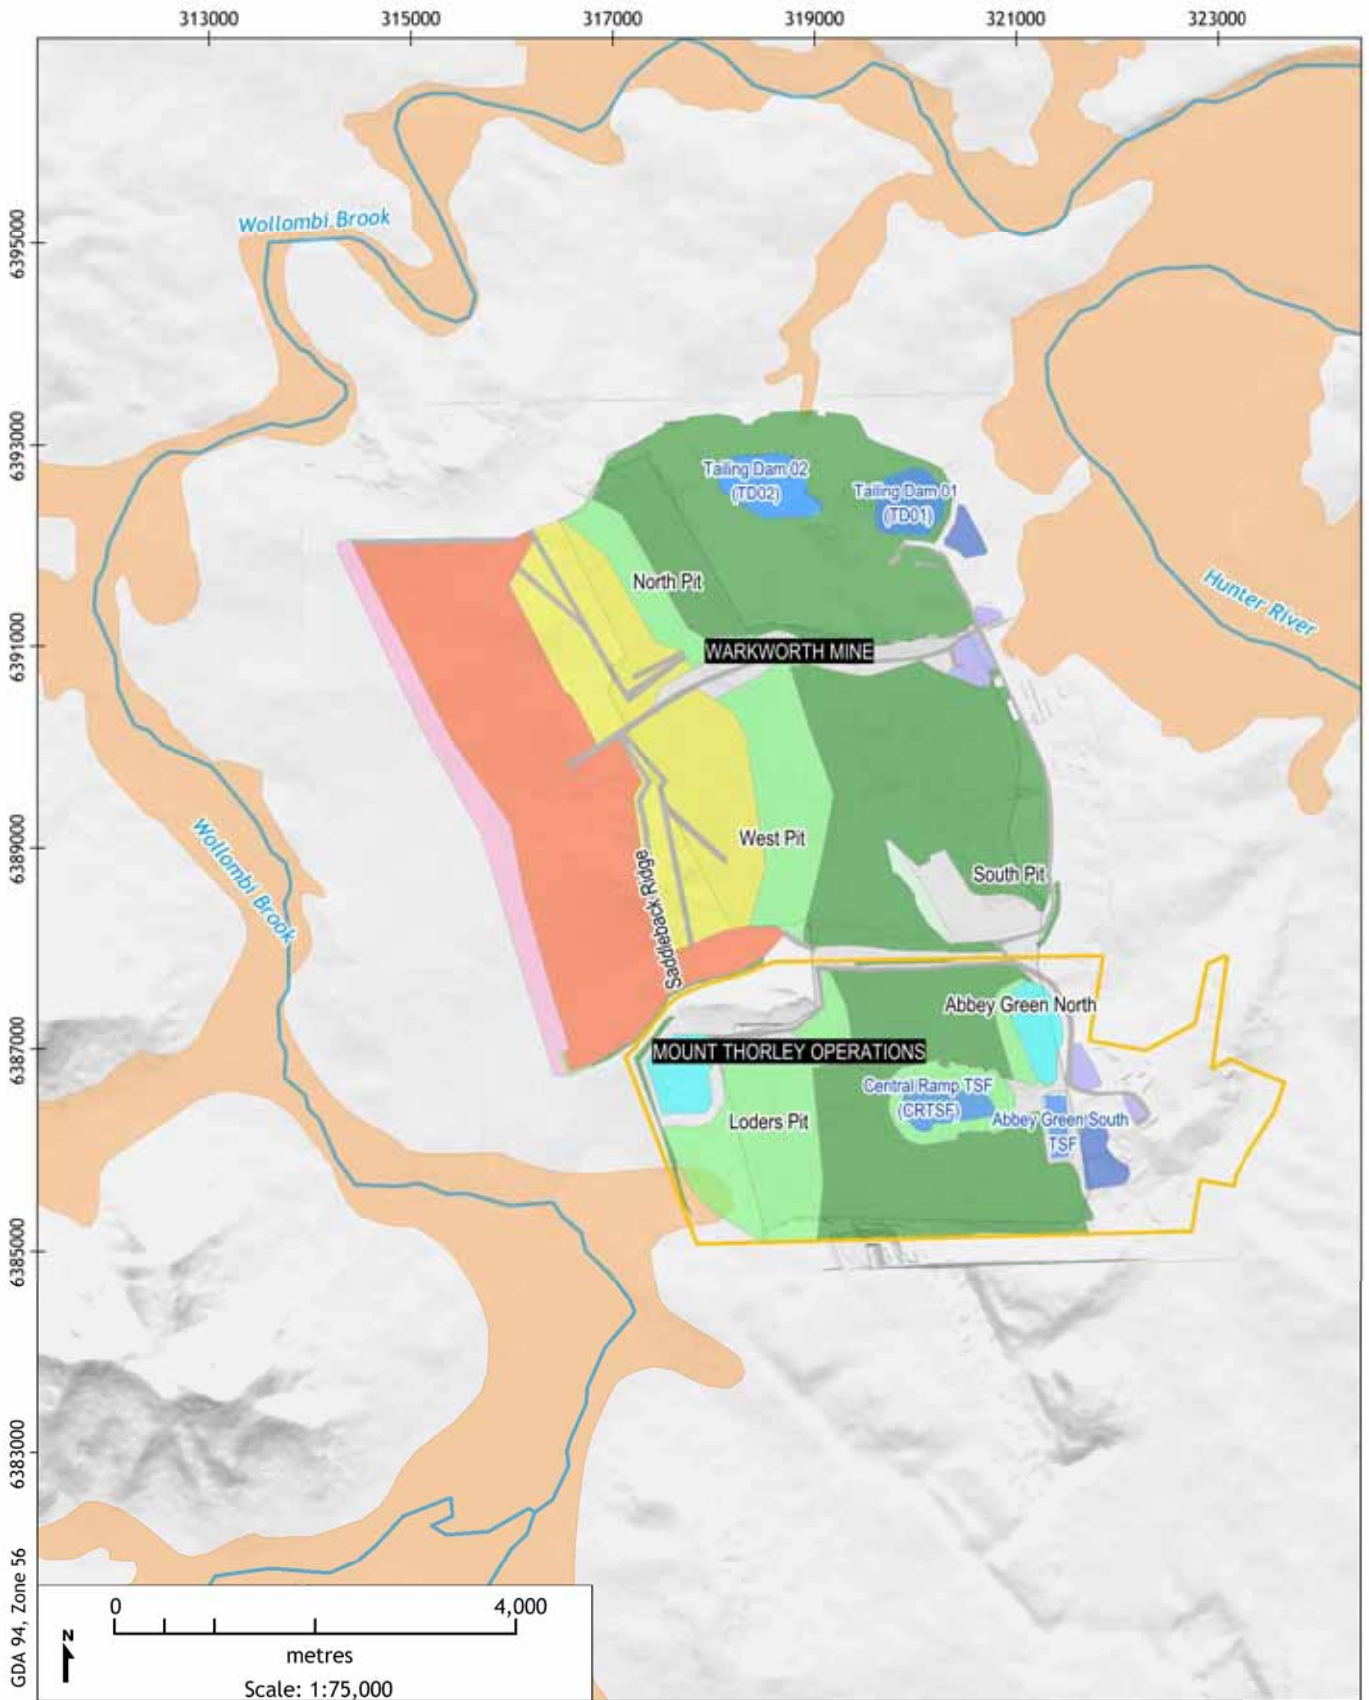 313000
315000
317000
319000
321000
323000
6395000
Wollombi Brook
6393000
Tailing Dam 02
(TD02)
Tailing Dam 01
(TD01)
North Pit
Hunter River
6391000
WARKWORTH MINE
6389000
Wollombi Brook
West Pit
South Pit
Saddleback Ridge
Abbey Green North
6387000
MOUNT THORLEY OPERATIONS
Central Ramp TSF
(CRTSF)
Loders Pit
Abbey Green South
TSF
6385000
6383000
GDA 94, Zone 56
0
4,000
N
metres
Scale: 1:75,000